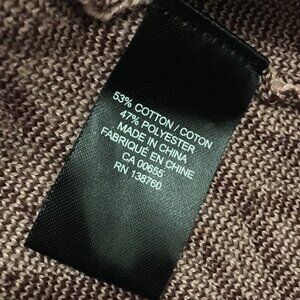 53% COTTON / COTON
47% POLYESTER
MADE IN CHINA
FABRIQUÉ EN CHINE
CA 00655
RN 138760